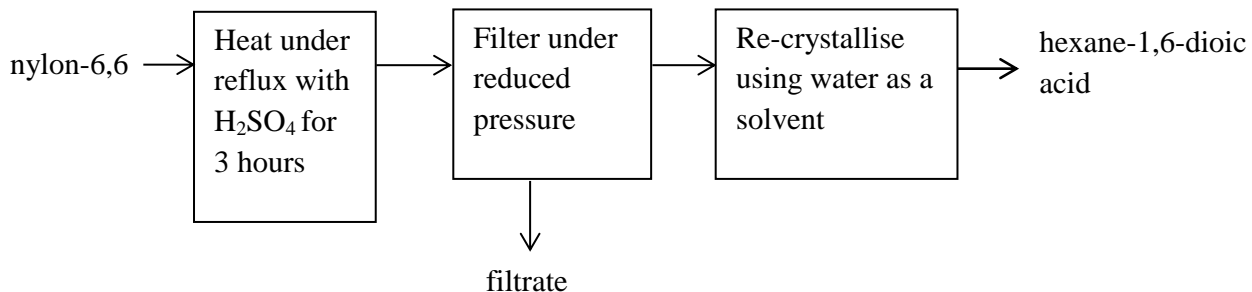 nylon-6,6
Heat under
reflux with
H₂SO₄ for
3 hours
Filter under
reduced
pressure
Re-crystallise
using water as a
solvent
hexane-1,6-dioic
acid
filtrate